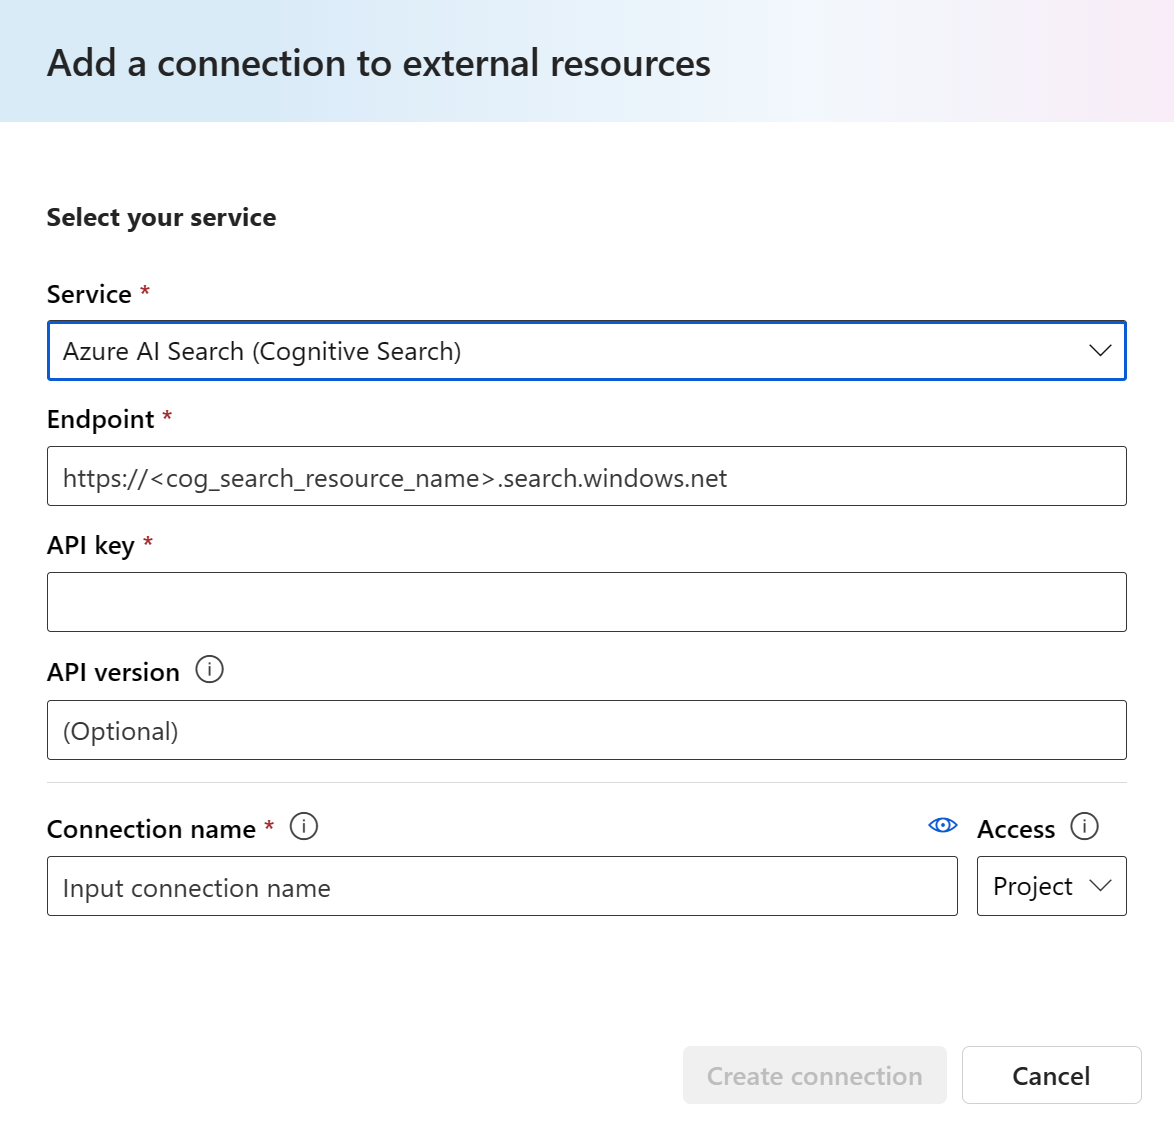 Add a connection to external resources
Select your service
Service *
Azure AI Search (Cognitive Search)
Endpoint *
https://<cog_search_resource_name>.search.windows.net
API key *
API version
(Optional)
Connection name * Access
Input connection name Project
Create connection Cancel